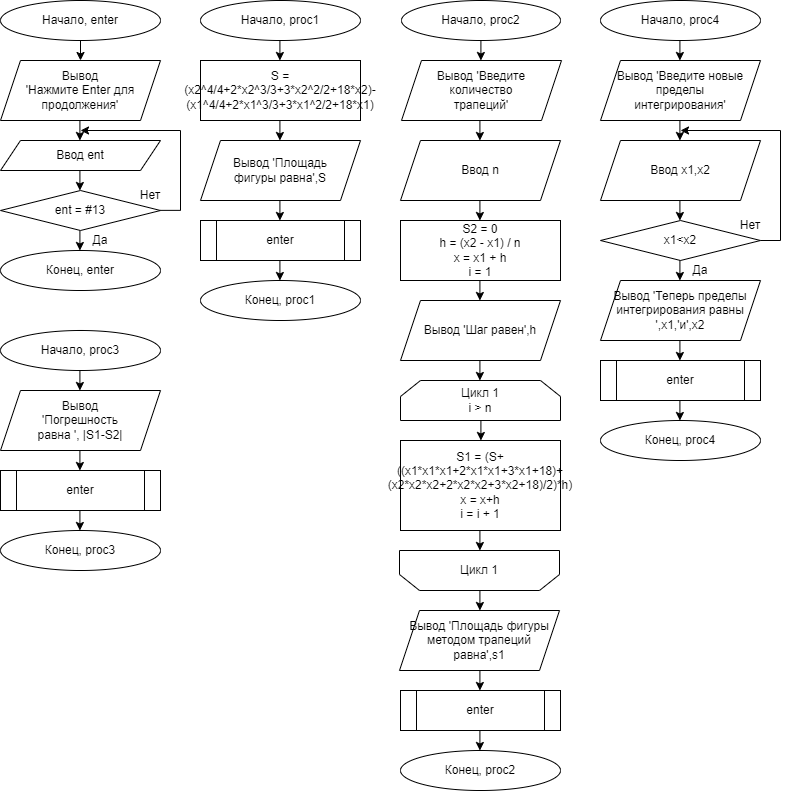 Начало, enter
Вывод
'Нажмите Enter для
продолжения'
Ввод ent
Нет
ent = #13
Да
Конец, enter
Начало, proc3
Вывод
'Погрешность
равна ', |S1-S2|
enter
Конец, proc3
Начало, proc1
S =
(x2^4/4+2*x2^3/3+3*x2^2/2+18*x2)-
(x1^4/4+2*x1^3/3+3*x1^2/2+18*x1)
Вывод 'Площадь
фигуры равна',S
enter
Конец, proc1
Начало, proc2
Вывод 'Введите
количество
трапеций'
Ввод n
S2 = 0
h = (x2 - x1) / n
x = x1 + h
i = 1
Вывод 'Шаг равен',h
Цикл 1
i > n
S1 = (S+
((x1*x1*x1+2*x1*x1+3*x1+18)+
(x2*x2*x2+2*x2*x2+3*x2+18)/2)*h)
x = x+h
i = i + 1
Цикл 1
Вывод 'Площадь фигуры
методом трапеций
равна',s1
enter
Конец, proc2
Начало, proc4
Вывод 'Введите новые
пределы
интегрирования'
Ввод x1,x2
Нет
x1<x2
Да
Вывод 'Теперь пределы
интегрирования равны
',x1,'и',x2
enter
Конец, proc4